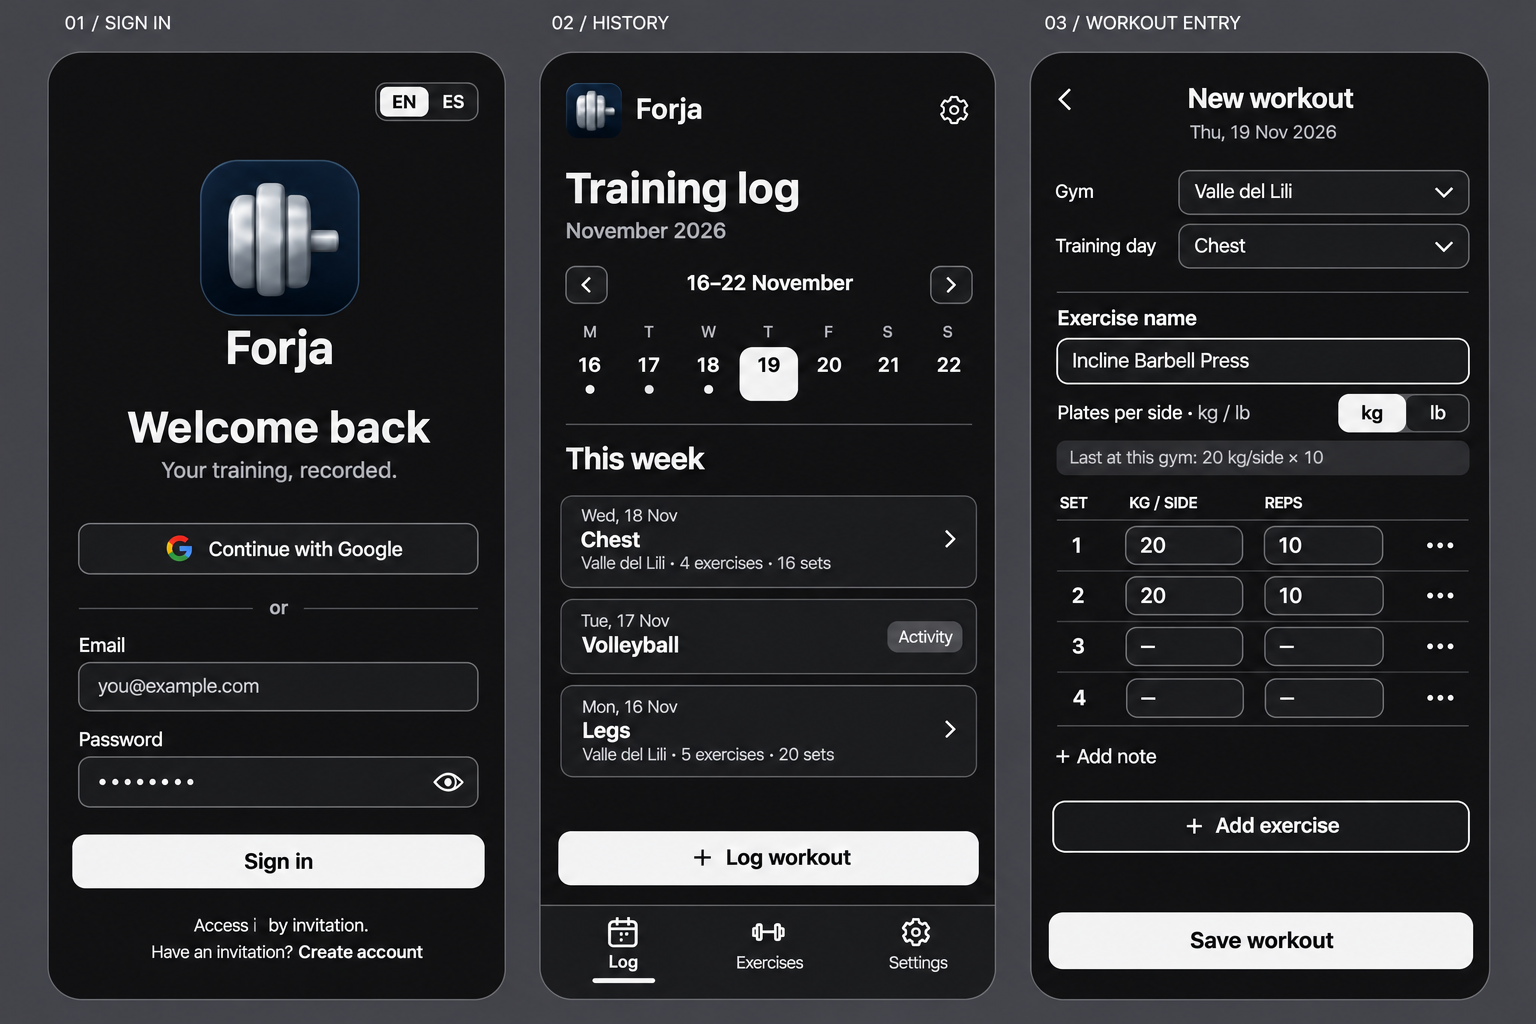 01 / SIGN IN
EN ES
Forja
Welcome back
Your training, recorded.
Continue with Google
or
Email
you@example.com
Password
Sign in
Access i by invitation.
Have an invitation? Create account
02 / HISTORY
Forja
Training log
November 2026
16–22 November
M T W T F S S
16 17 18 19 20 21 22
This week
Wed, 18 Nov
Chest
Valle del Lili • 4 exercises • 16 sets
Tue, 17 Nov
Volleyball
Activity
Mon, 16 Nov
Legs
Valle del Lili • 5 exercises • 20 sets
+ Log workout
Log Exercises Settings
03 / WORKOUT ENTRY
New workout
Thu, 19 Nov 2026
Gym Valle del Lili
Training day Chest
Exercise name
Incline Barbell Press
Plates per side • kg / lb kg lb
Last at this gym: 20 kg/side × 10
SET KG / SIDE REPS
1 20 10 •••
2 20 10 •••
3 – – •••
4 – – •••
+ Add note
+ Add exercise
Save workout